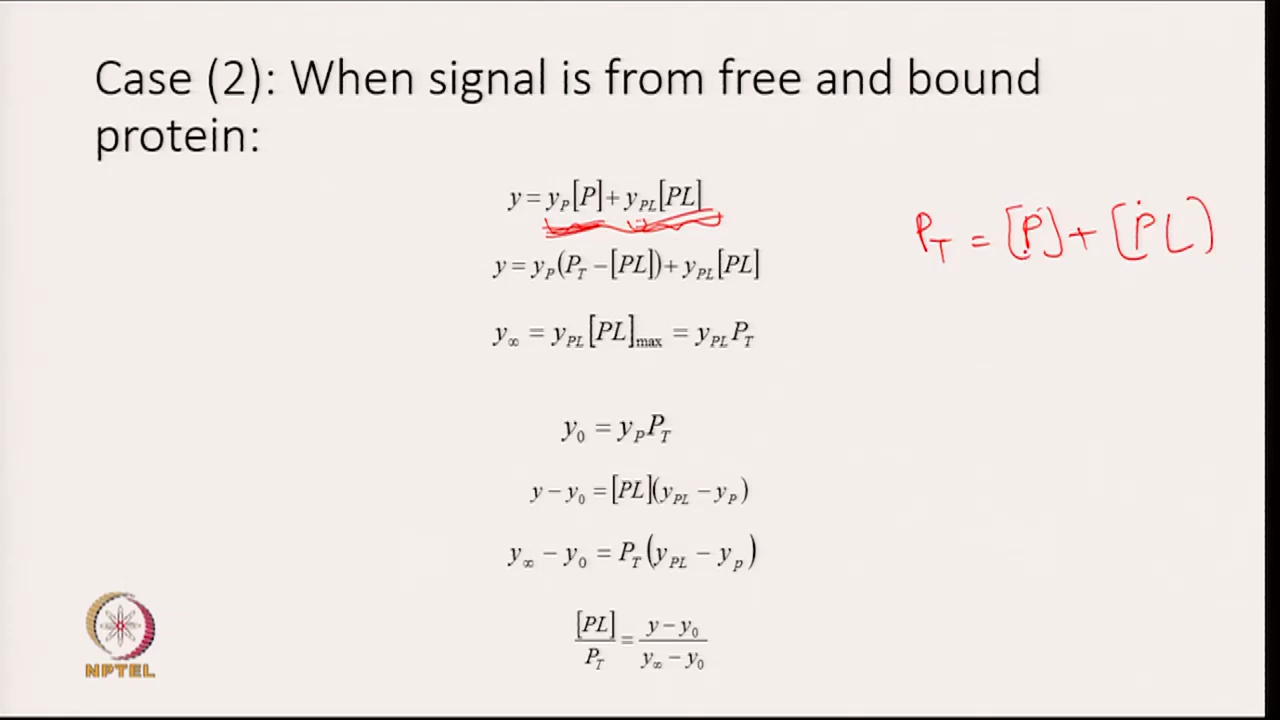 Case (2): When signal is from free and bound
protein:
y = y_P[P] + y_PL[PL]
P_T = [P] + [PL]
y = y_P(P_T − [PL]) + y_PL[PL]
y_∞ = y_PL[PL]_max = y_PL P_T
y_0 = y_P P_T
y − y_0 = [PL](y_PL − y_P)
y_∞ − y_0 = P_T(y_PL − y_p)
[PL]/P_T = (y − y_0)/(y_∞ − y_0)
NPTEL